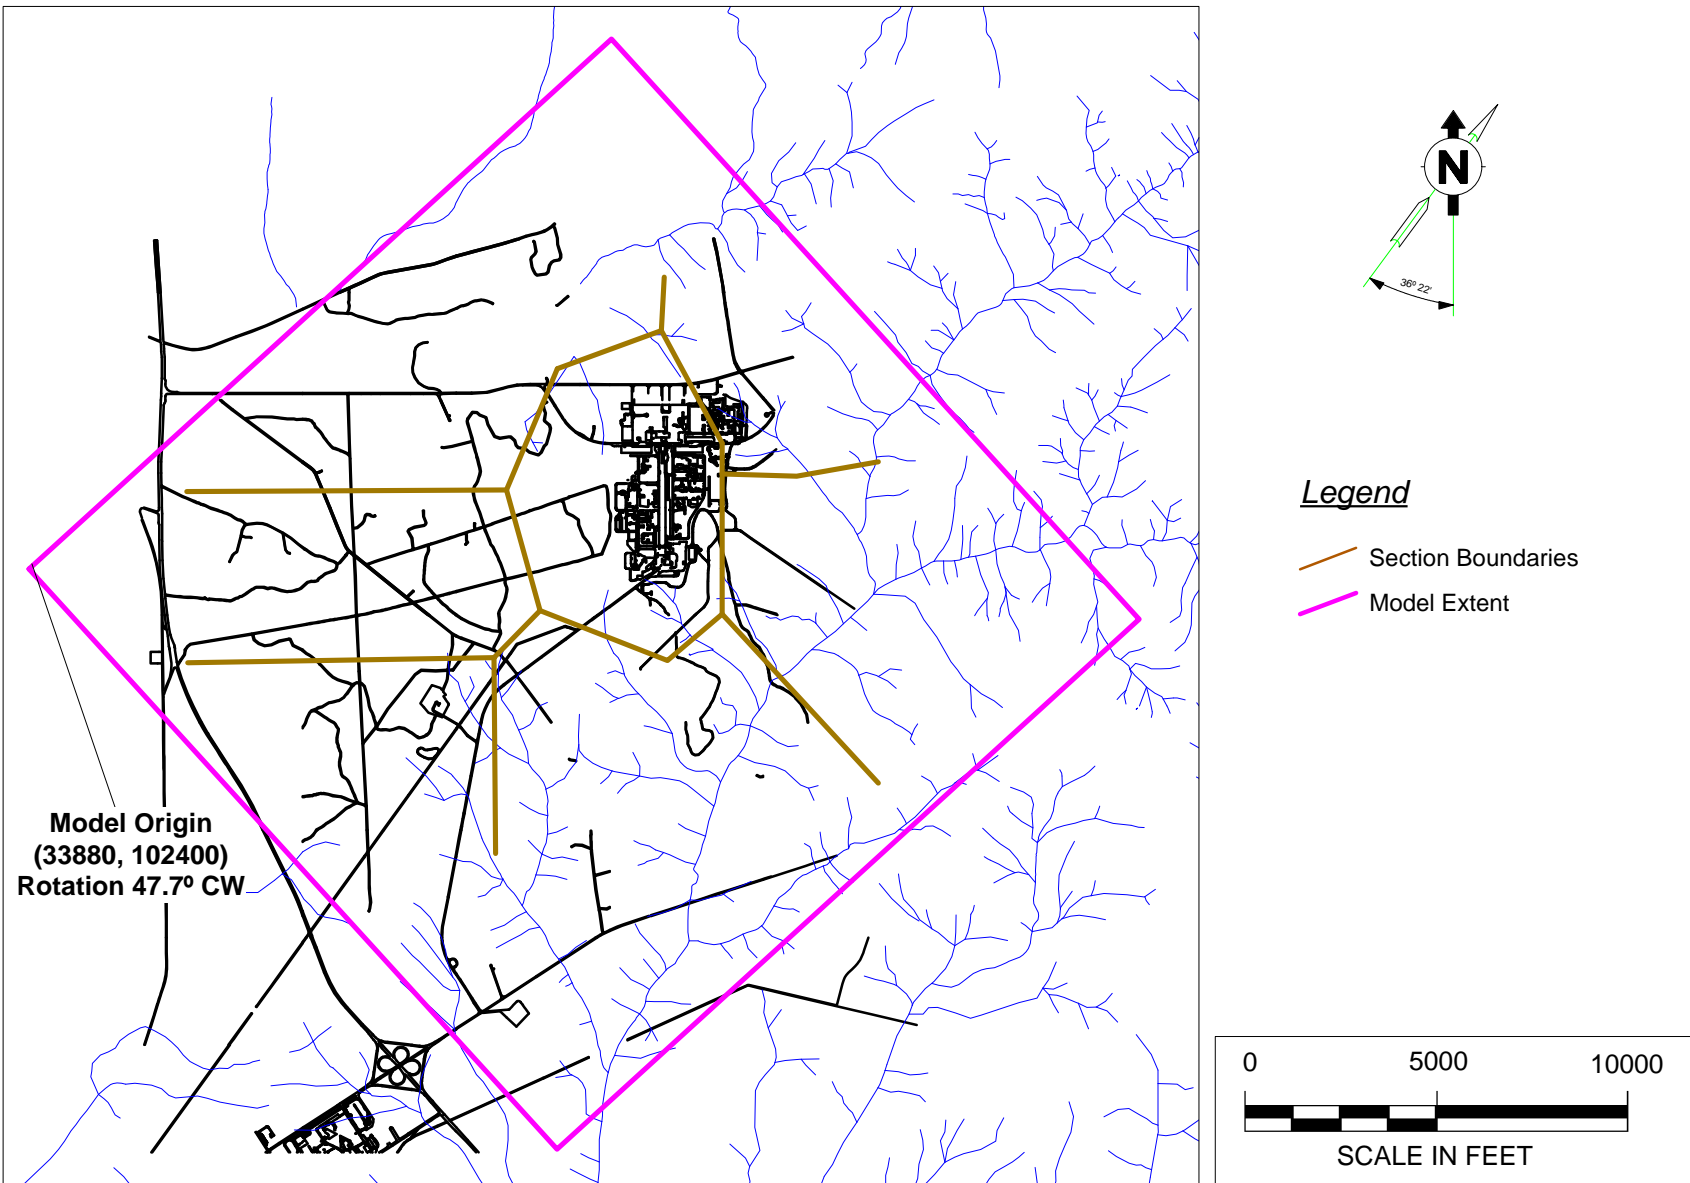 N
36º 22'
Legend
Section Boundaries
Model Extent
Model Origin
(33880, 102400)
Rotation 47.7º CW
0 5000 10000
SCALE IN FEET